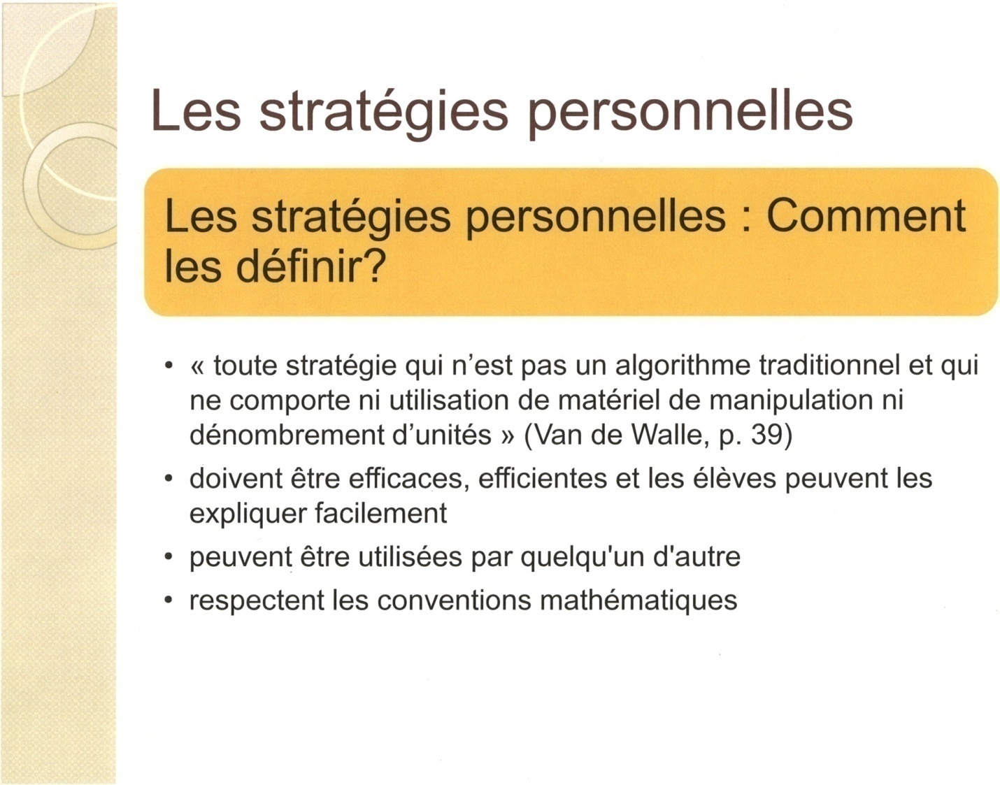 Les stratégies personnelles
Les stratégies personnelles : Comment
les définir?
• « toute stratégie qui n’est pas un algorithme traditionnel et qui
ne comporte ni utilisation de matériel de manipulation ni
dénombrement d’unités » (Van de Walle, p. 39)
• doivent être efficaces, efficientes et les élèves peuvent les
expliquer facilement
• peuvent être utilisées par quelqu'un d'autre
• respectent les conventions mathématiques